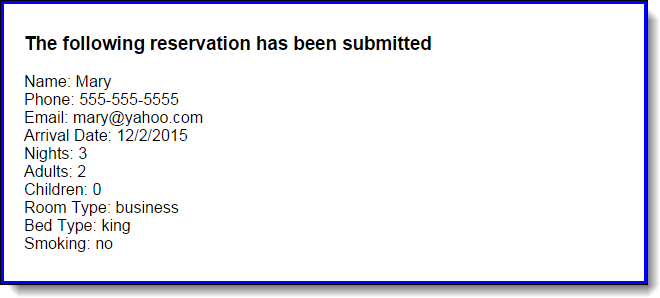 The following reservation has been submitted
Name: Mary
Phone: 555-555-5555
Email: mary@yahoo.com
Arrival Date: 12/2/2015
Nights: 3
Adults: 2
Children: 0
Room Type: business
Bed Type: king
Smoking: no